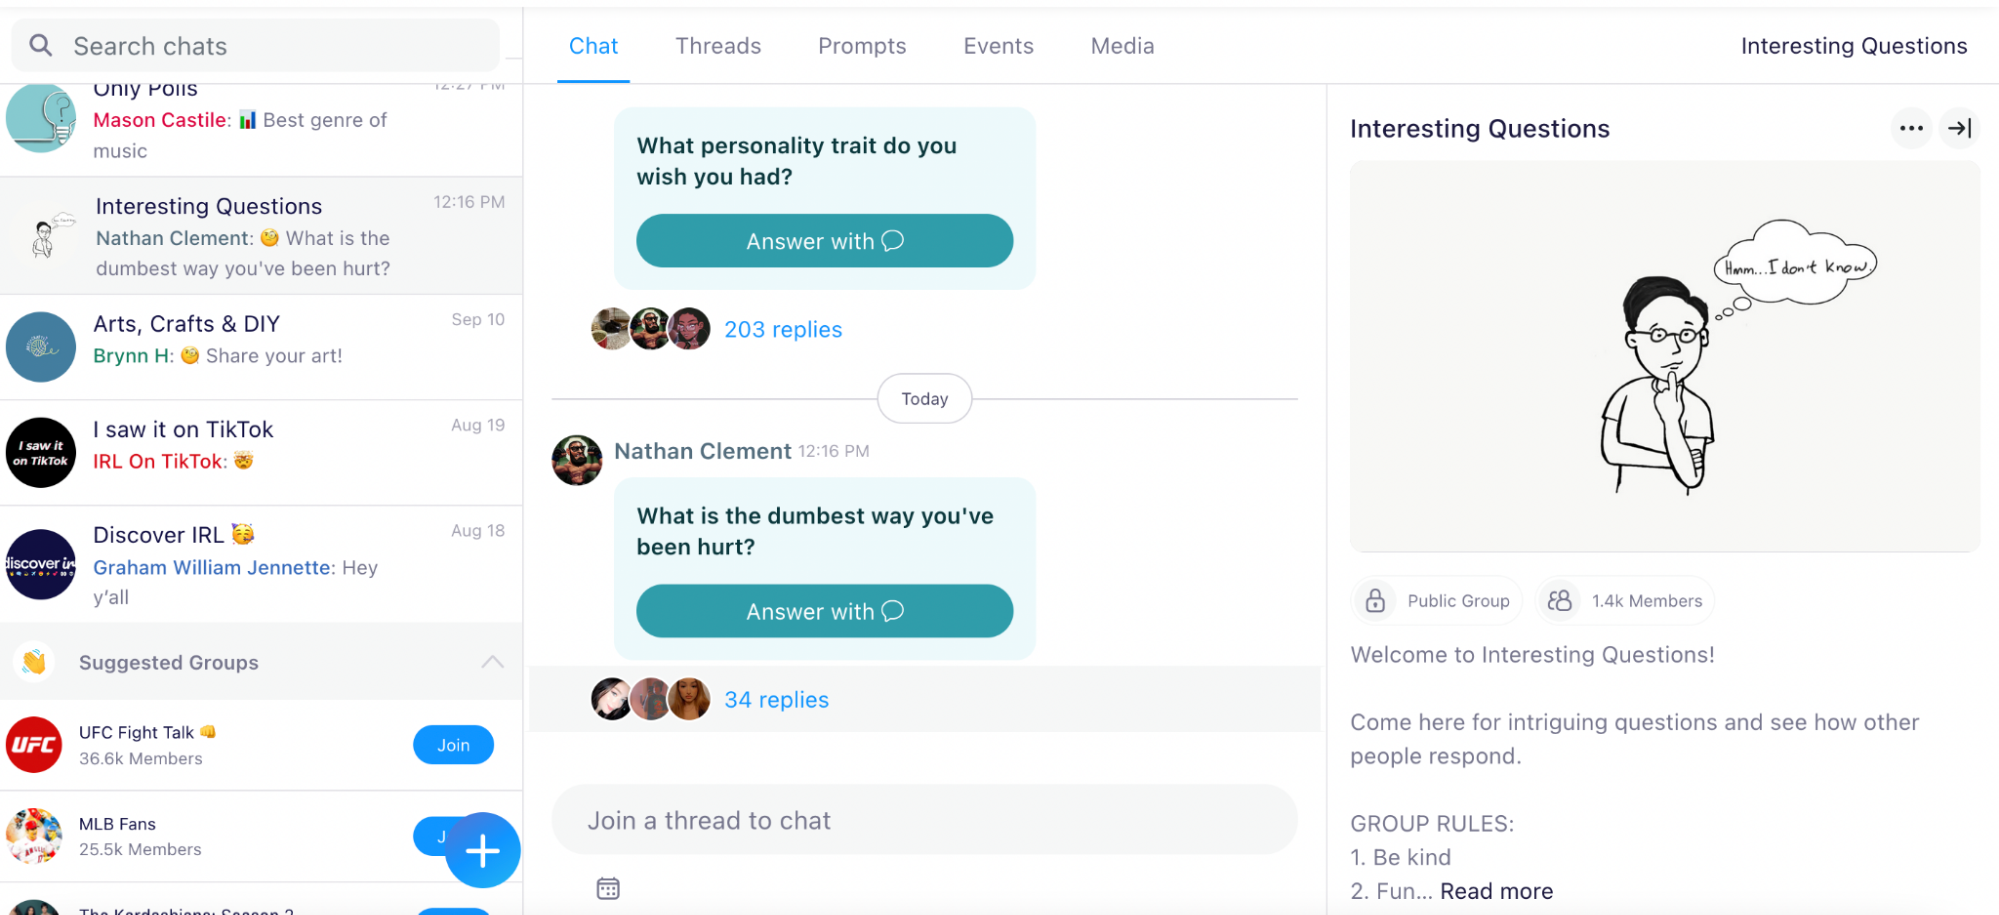 Search chats
Only Polls
12:27 PM
Mason Castile: 📊 Best genre of
music
Interesting Questions
12:16 PM
Nathan Clement: 🧐 What is the
dumbest way you've been hurt?
Arts, Crafts & DIY
Sep 10
Brynn H: 🧐 Share your art!
I saw it
on TikTok
I saw it on TikTok
Aug 19
IRL On TikTok: 🤯
discover irl
Discover IRL 🥳
Aug 18
Graham William Jennette: Hey
y'all
👋 Suggested Groups
UFC
UFC Fight Talk 👊
36.6k Members
Join
MLB Fans
25.5k Members
J
The Kardashians: Season 2
Chat
Threads
Prompts
Events
Media
Interesting Questions
What personality trait do you
wish you had?
Answer with
203 replies
Today
Nathan Clement 12:16 PM
What is the dumbest way you've
been hurt?
Answer with
34 replies
Join a thread to chat
Interesting Questions
Hmm...I don't know.
Public Group
1.4k Members
Welcome to Interesting Questions!
Come here for intriguing questions and see how other
people respond.
GROUP RULES:
1. Be kind
2. Fun... Read more